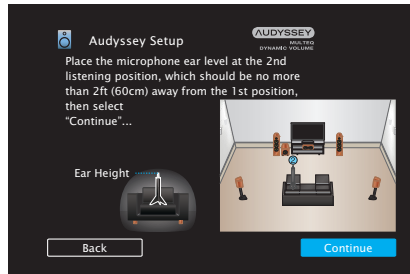 Audyssey Setup
AUDYSSEY
MULTEQ
DYNAMIC VOLUME
Place the microphone ear level at the 2nd
listening position, which should be no more
than 2ft (60cm) away from the 1st position,
then select
“Continue”...
2
Ear Height
Back
Continue